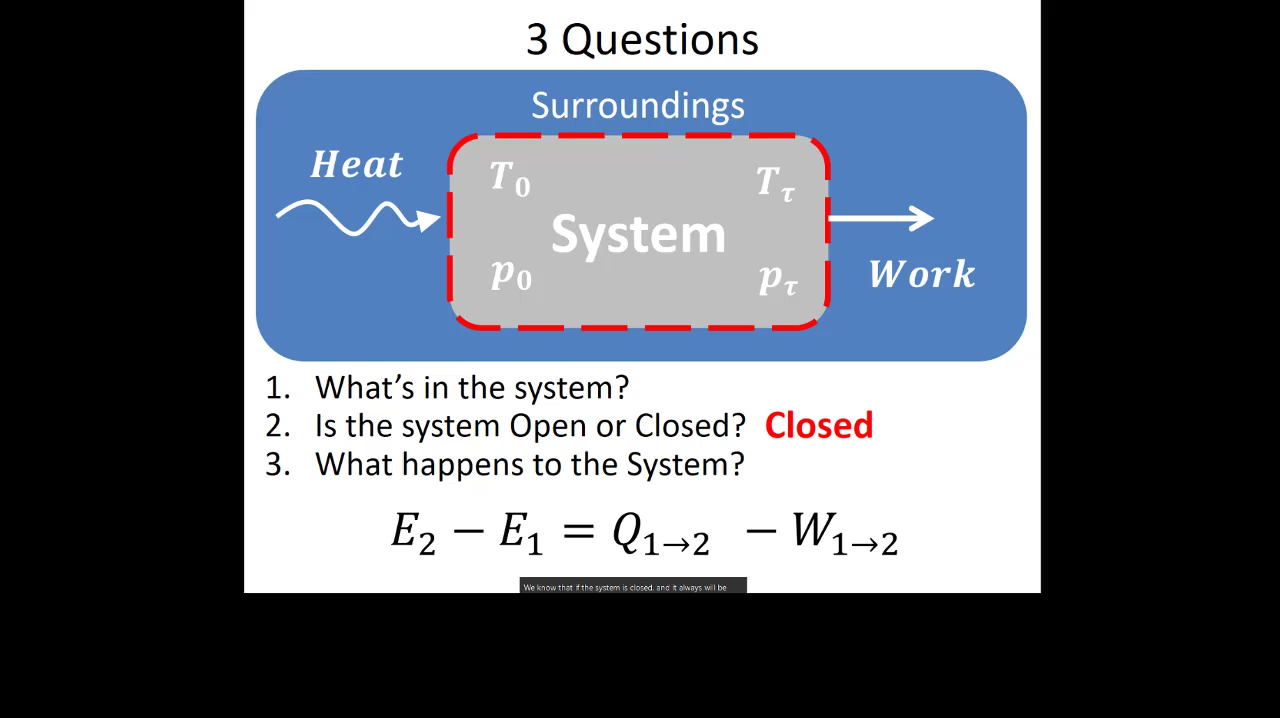 3 Questions
Surroundings
Heat
T₀
T_τ
System
p₀
p_τ
Work
1. What's in the system?
2. Is the system Open or Closed? Closed
3. What happens to the System?
E₂ − E₁ = Q₁→₂ − W₁→₂
We know that if the system is closed, and it always will be